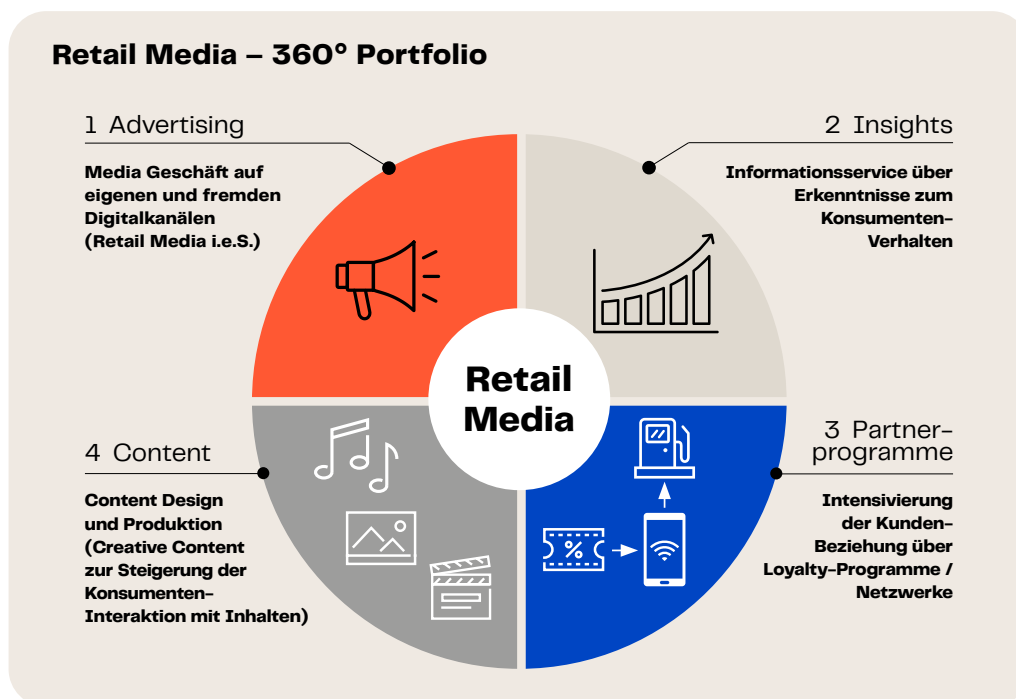 Retail Media – 360° Portfolio
1 Advertising
Media Geschäft auf
eigenen und fremden
Digitalkanälen
(Retail Media i.e.S.)
2 Insights
Informationsservice über
Erkenntnisse zum
Konsumenten-
Verhalten
Retail
Media
3 Partner-
programme
Intensivierung
der Kunden-
Beziehung über
Loyalty-Programme /
Netzwerke
4 Content
Content Design
und Produktion
(Creative Content
zur Steigerung der
Konsumenten-
Interaktion mit Inhalten)
%